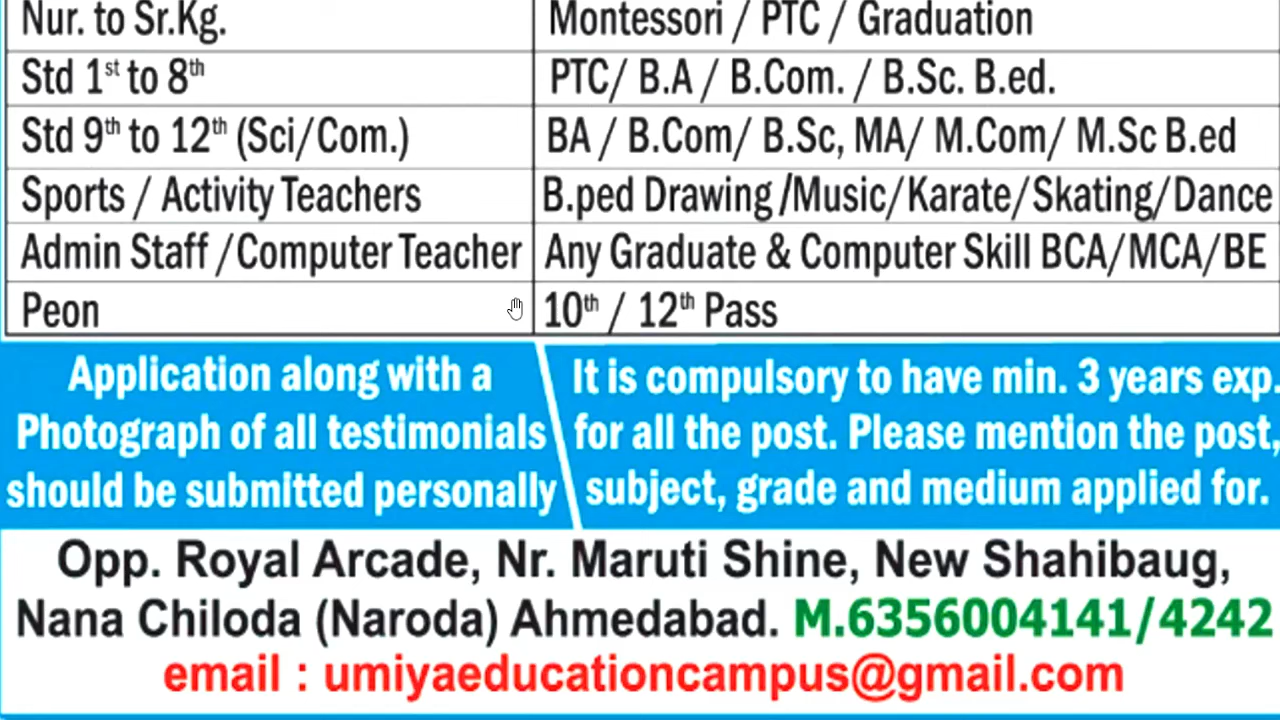 Nur. to Sr.Kg. Montessori / PTC / Graduation
Std 1st to 8th PTC/ B.A / B.Com. / B.Sc. B.ed.
Std 9th to 12th (Sci/Com.) BA / B.Com/ B.Sc, MA/ M.Com/ M.Sc B.ed
Sports / Activity Teachers B.ped Drawing /Music/Karate/Skating/Dance
Admin Staff /Computer Teacher Any Graduate & Computer Skill BCA/MCA/BE
Peon 10th / 12th Pass
Application along with a
Photograph of all testimonials
should be submitted personally
It is compulsory to have min. 3 years exp.
for all the post. Please mention the post,
subject, grade and medium applied for.
Opp. Royal Arcade, Nr. Maruti Shine, New Shahibaug,
Nana Chiloda (Naroda) Ahmedabad. M.6356004141/4242
email : umiyaeducationcampus@gmail.com